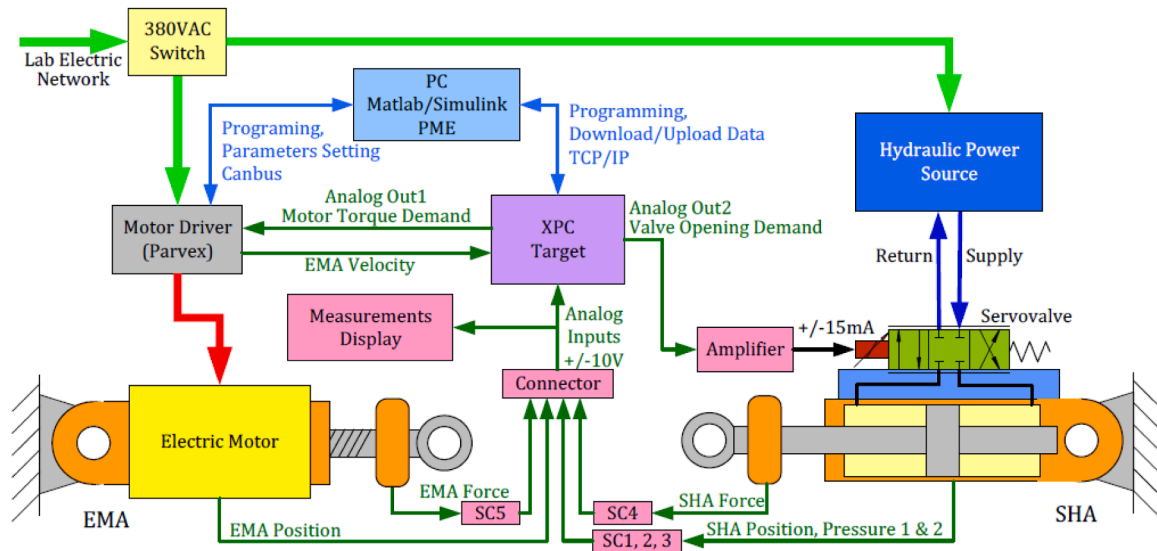 380VAC
Switch
Lab Electric
Network
PC
Matlab/Simulink
PME
Programing,
Parameters Setting
Canbus
Programming,
Download/Upload Data
TCP/IP
Hydraulic Power
Source
Motor Driver
(Parvex)
Analog Out1
Motor Torque Demand
EMA Velocity
XPC
Target
Analog Out2
Valve Opening Demand
Return
Supply
Measurements
Display
Analog
Inputs
+/-10V
Connector
Amplifier
+/-15mA
Servovalve
Electric Motor
EMA
EMA Force
SC5
EMA Position
SC4
SHA Force
SC1, 2, 3
SHA Position, Pressure 1 & 2
SHA